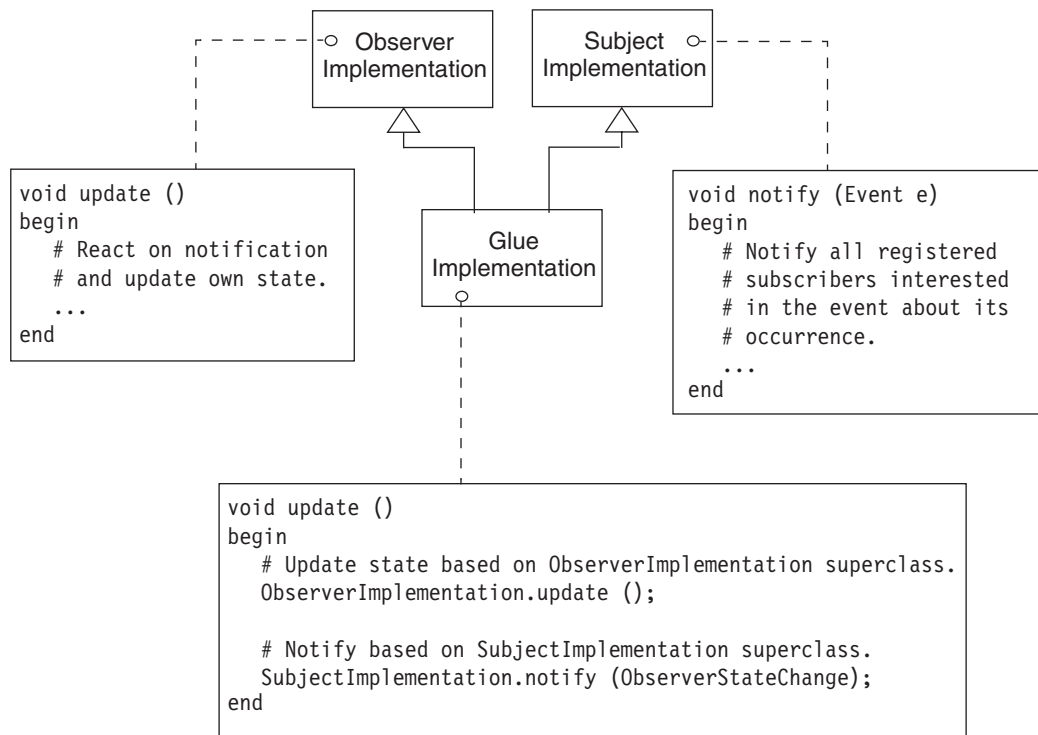 Observer
Implementation
Subject
Implementation
void update ()
begin
# React on notification
# and update own state.
...
end
Glue
Implementation
void notify (Event e)
begin
# Notify all registered
# subscribers interested
# in the event about its
# occurrence.
...
end
void update ()
begin
# Update state based on ObserverImplementation superclass.
ObserverImplementation.update ();
# Notify based on SubjectImplementation superclass.
SubjectImplementation.notify (ObserverStateChange);
end